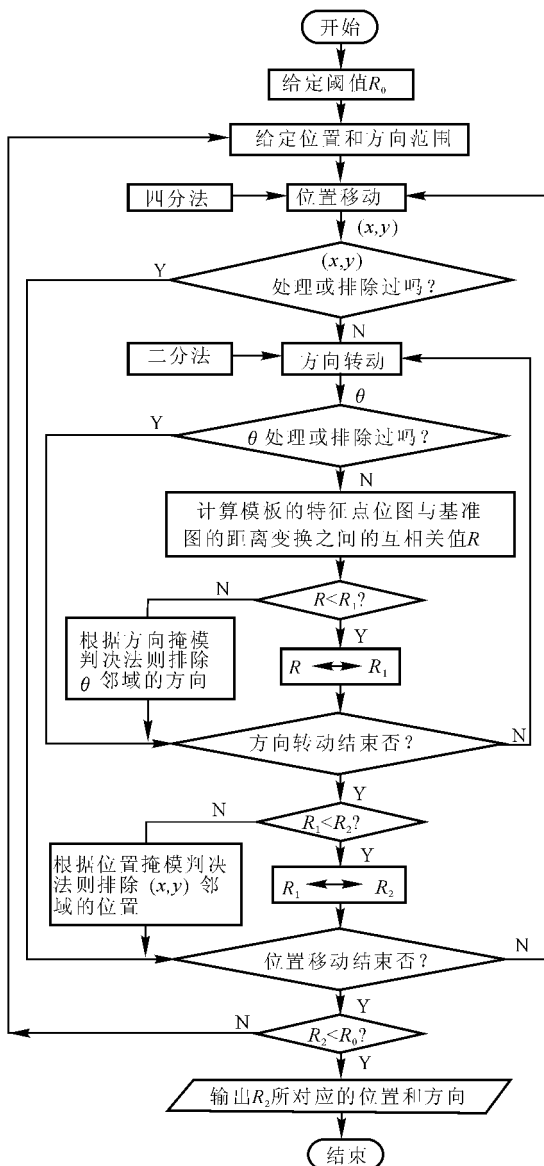 开始
给定阈值R₀
给定位置和方向范围
四分法
位置移动
(x,y)
Y
(x,y)
处理或排除过吗?
N
二分法
方向转动
θ
Y
θ 处理或排除过吗?
N
计算模板的特征点位图与基准
图的距离变换之间的互相关值R
N
R<R₁?
Y
根据方向掩模
判决法则排除
θ 邻域的方向
R ↔ R₁
方向转动结束否?
N
Y
N
R₁<R₂?
Y
根据位置掩模判决
法则排除 (x,y) 邻
域的位置
R₁ ↔ R₂
位置移动结束否?
N
Y
N
R₂<R₀?
Y
输出R₂所对应的位置和方向
结束